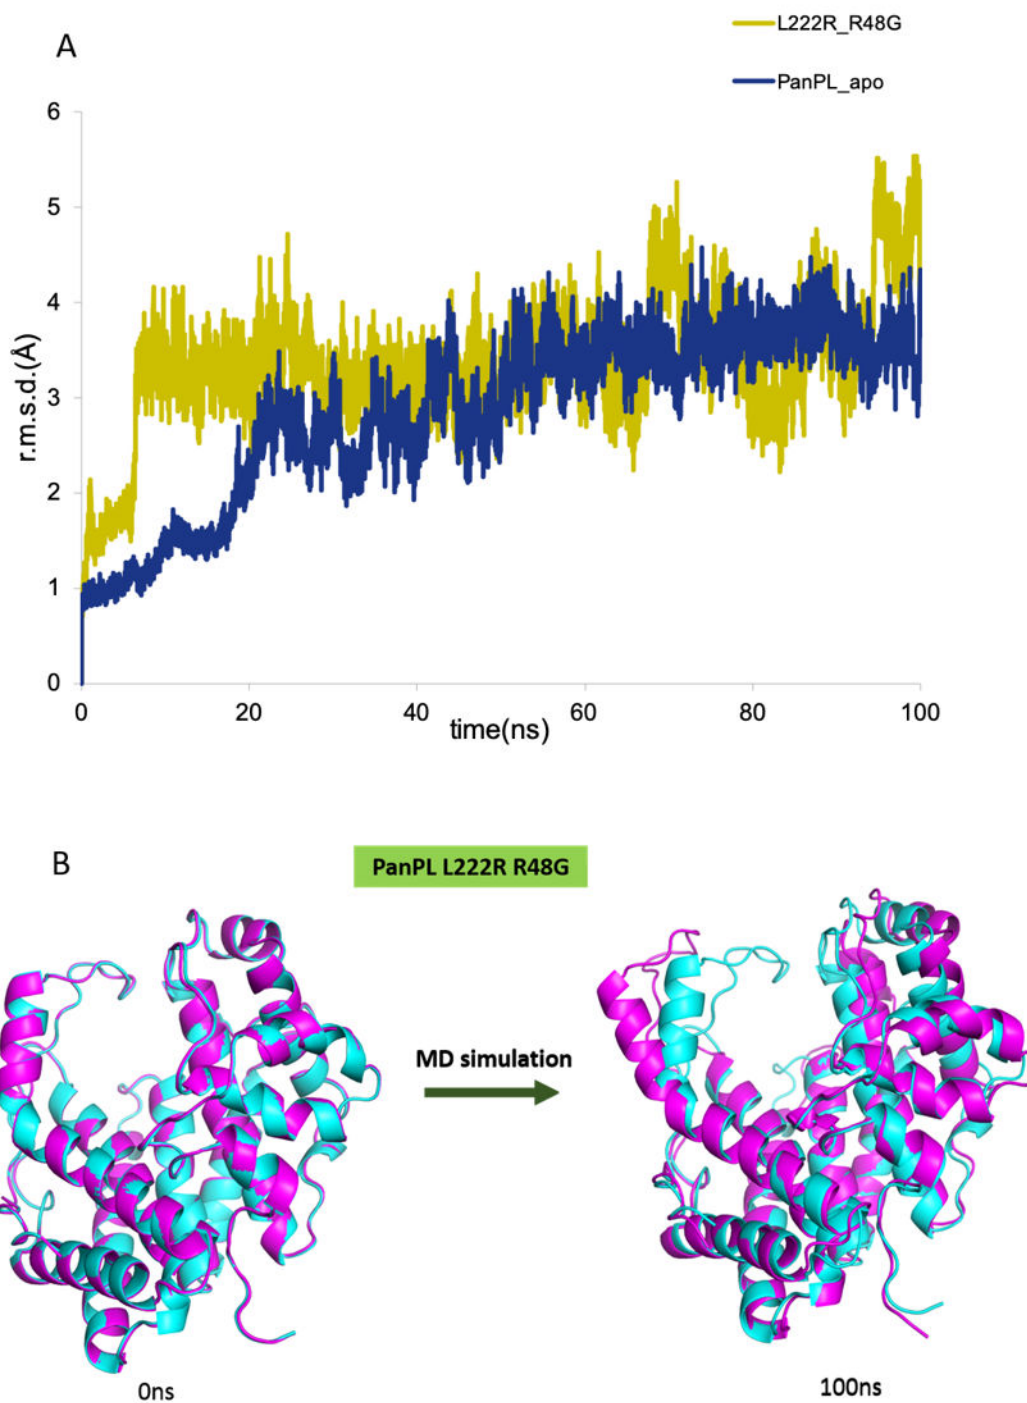 A
L222R_R48G
PanPL_apo
6
5
4
3
2
1
0
r.m.s.d.(Å)
0 20 40 60 80 100
time(ns)
B
PanPL L222R R48G
MD simulation
0ns
100ns